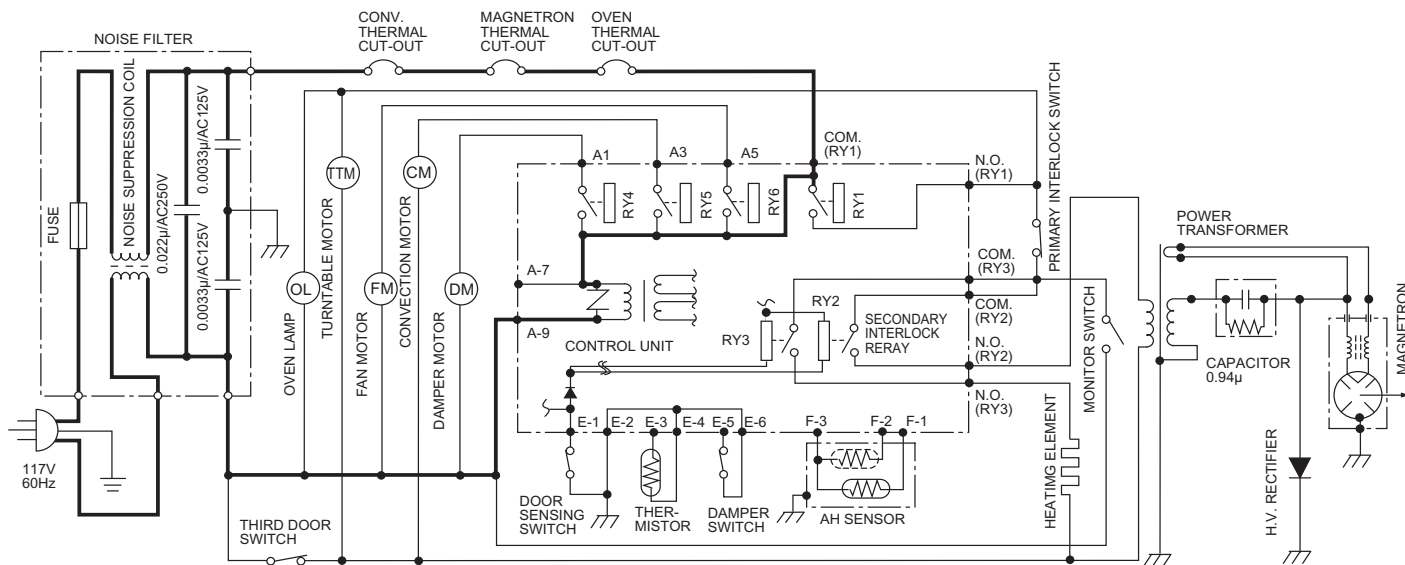 CONV.
THERMAL
CUT-OUT
MAGNETRON
THERMAL
CUT-OUT
OVEN
THERMAL
CUT-OUT
NOISE FILTER
FUSE
NOISE SUPPRESSION COIL
0.022µ/AC250V
0.0033µ/AC125V
0.0033µ/AC125V
117V
60Hz
OL
OVEN LAMP
TTM
TURNTABLE MOTOR
FM
FAN MOTOR
CM
CONVECTION MOTOR
DM
DAMPER MOTOR
A1
A3
A5
COM.
(RY1)
N.O.
(RY1)
RY4
RY5
RY6
RY1
PRIMARY INTERLOCK SWITCH
A-7
A-9
CONTROL UNIT
COM.
(RY3)
COM.
(RY2)
RY2
RY3
SECONDARY
INTERLOCK
RERAY
N.O.
(RY2)
N.O.
(RY3)
MONITOR SWITCH
POWER
TRANSFORMER
CAPACITOR
0.94µ
MAGNETRON
H.V. RECTIFIER
HEATIMG ELEMENT
E-1
E-2
E-3
E-4
E-5
E-6
F-3
F-2
F-1
DOOR
SENSING
SWITCH
THER-
MISTOR
DAMPER
SWITCH
AH SENSOR
THIRD DOOR
SWITCH